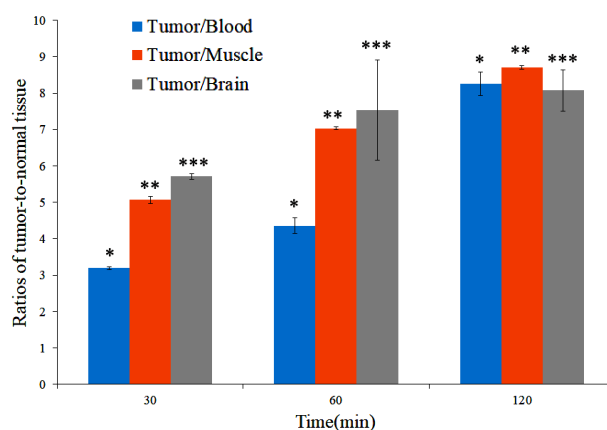 Tumor/Blood
Tumor/Muscle
Tumor/Brain
Ratios of tumor-to-normal tissue
10
9
8
7
6
5
4
3
2
1
0
* ** ***
* ** ***
* ** ***
30 60 120
Time(min)